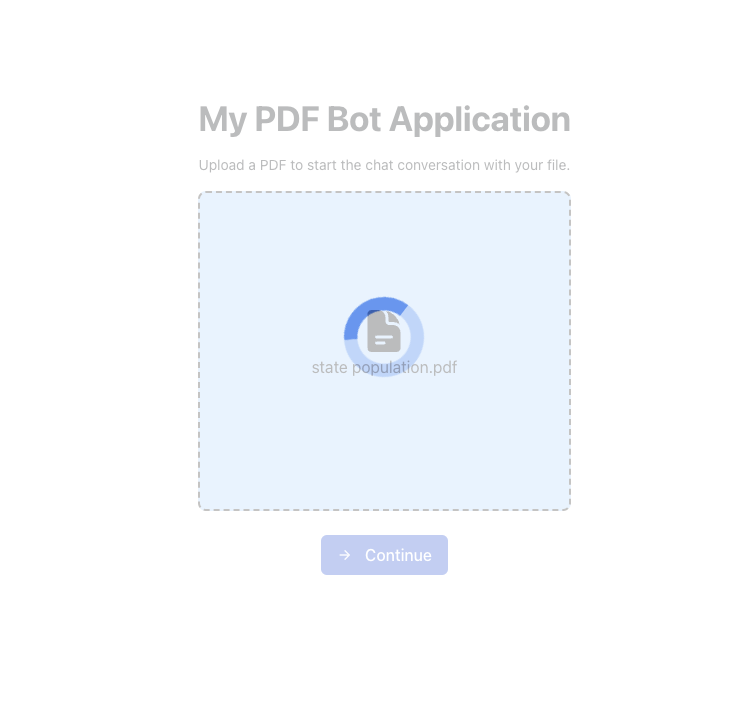 My PDF Bot Application
Upload a PDF to start the chat conversation with your file.
state population.pdf
Continue